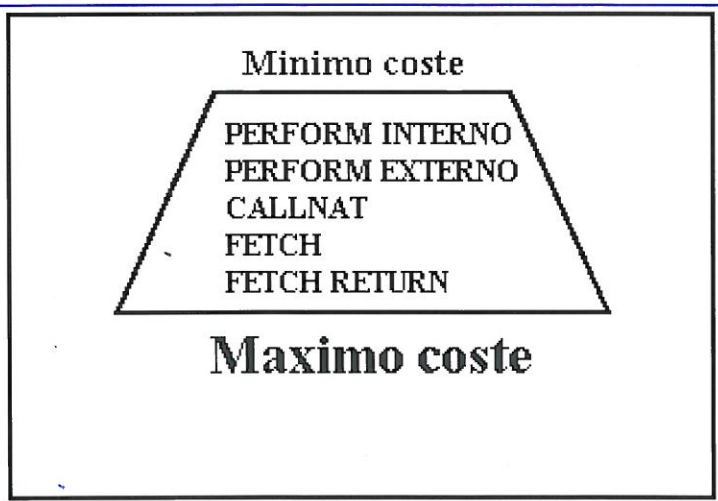 Minimo coste
PERFORM INTERNO
PERFORM EXTERNO
CALLNAT
FETCH
FETCH RETURN
Maximo coste